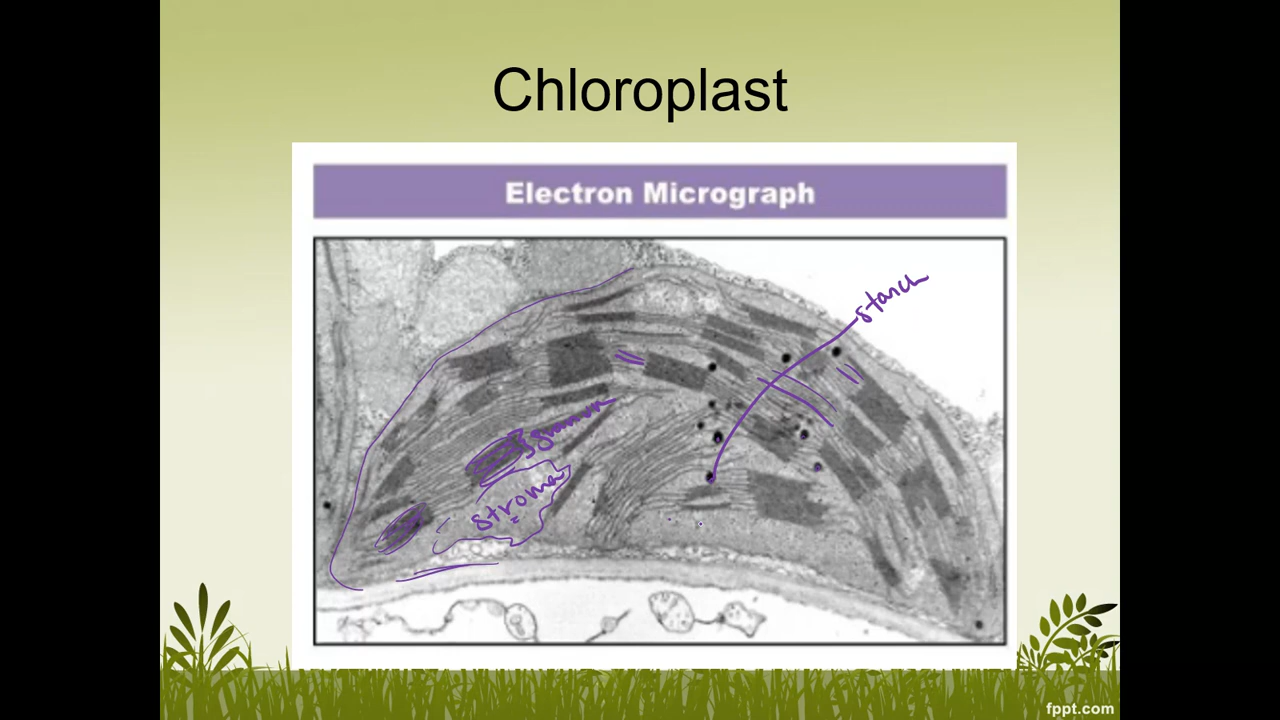 Chloroplast
Electron Micrograph
starch
granum
stroma
fppt.com